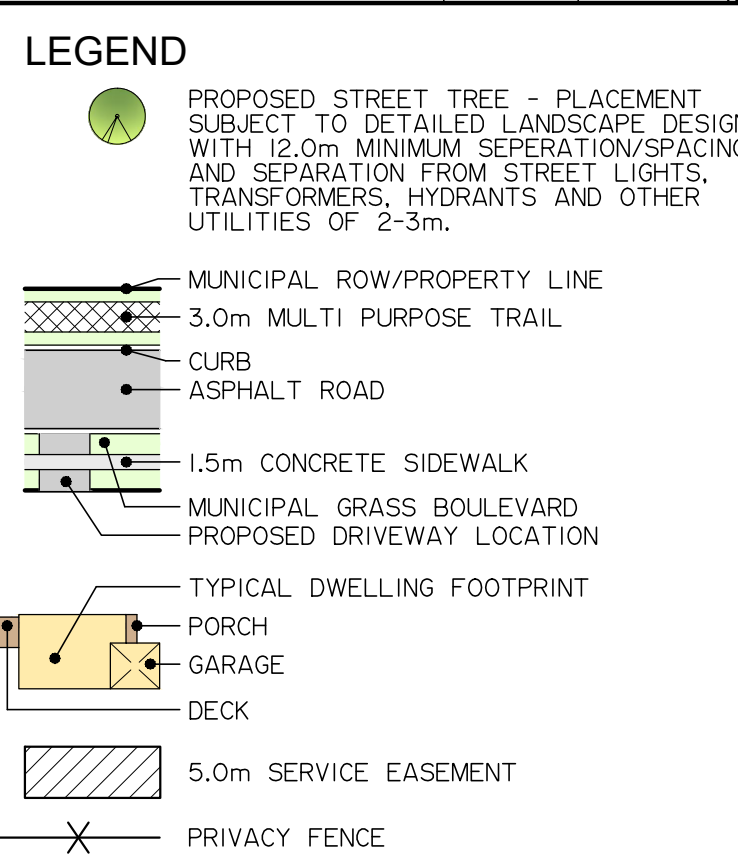 LEGEND
PROPOSED STREET TREE - PLACEMENT
SUBJECT TO DETAILED LANDSCAPE DESIGN
WITH 12.0m MINIMUM SEPERATION/SPACING
AND SEPARATION FROM STREET LIGHTS,
TRANSFORMERS, HYDRANTS AND OTHER
UTILITIES OF 2-3m.
MUNICIPAL ROW/PROPERTY LINE
3.0m MULTI PURPOSE TRAIL
CURB
ASPHALT ROAD
1.5m CONCRETE SIDEWALK
MUNICIPAL GRASS BOULEVARD
PROPOSED DRIVEWAY LOCATION
TYPICAL DWELLING FOOTPRINT
PORCH
GARAGE
DECK
5.0m SERVICE EASEMENT
PRIVACY FENCE